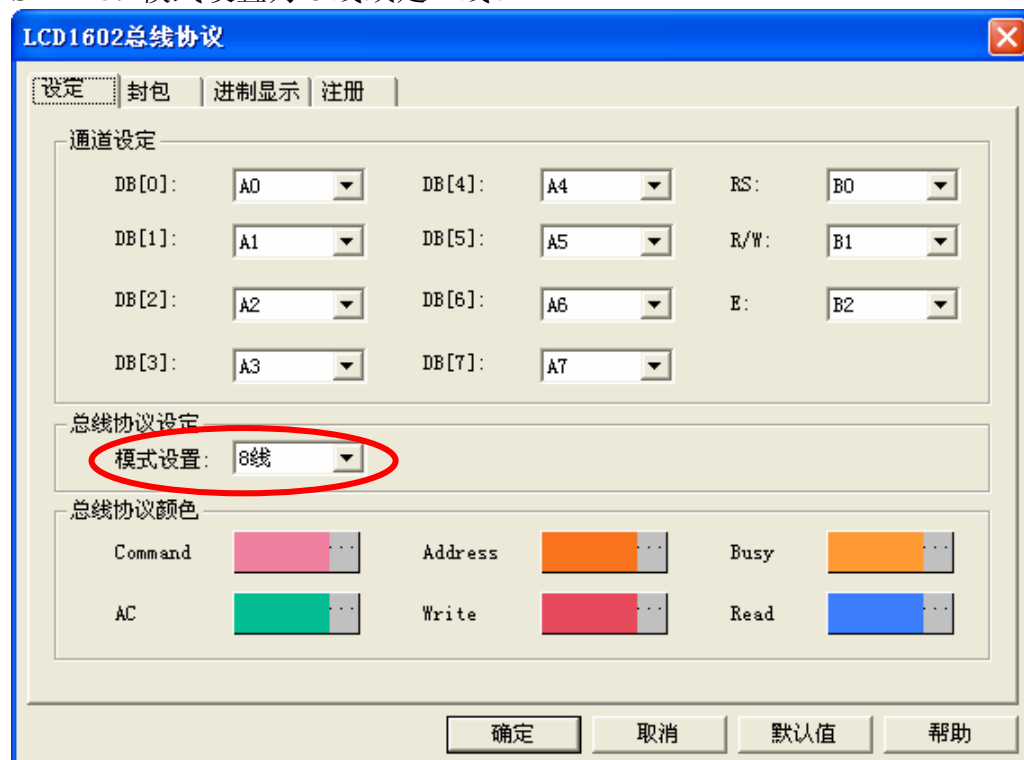 LCD1602总线协议
设定 封包 进制显示 注册
通道设定
DB[0]: A0 DB[4]: A4 RS: B0
DB[1]: A1 DB[5]: A5 R/W: B1
DB[2]: A2 DB[6]: A6 E: B2
DB[3]: A3 DB[7]: A7
总线协议设定
模式设置: 8线
总线协议颜色
Command ... Address ... Busy ...
AC ... Write ... Read ...
确定 取消 默认值 帮助